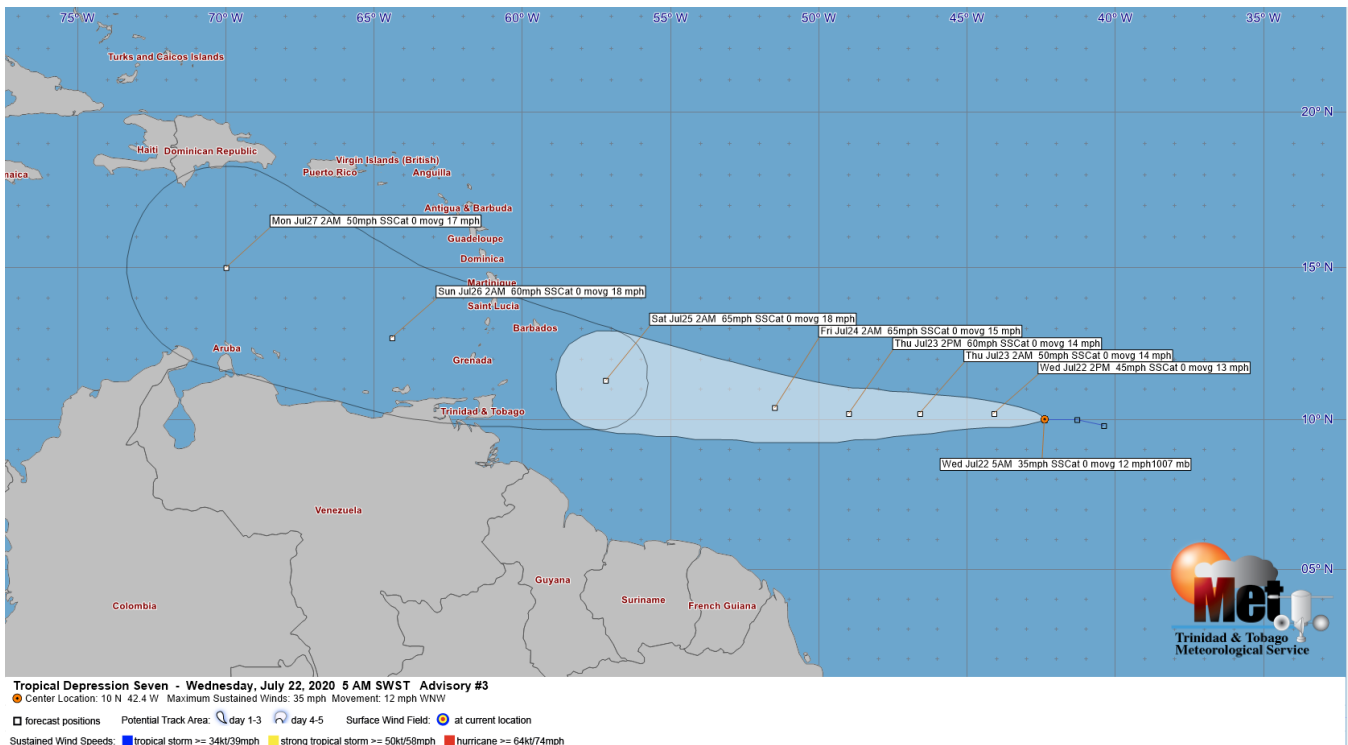 75° W 70° W 65° W 60° W 55° W 50° W 45° W 40° W 35° W
Turks and Caicos Islands
20° N
Haiti Dominican Republic
Virgin Islands (British)
Puerto Rico
Anguilla
maica
Antigua & Barbuda
Mon Jul27 2AM 50mph SSCat 0 movg 17 mph
Guadeloupe
Dominica
15° N
Martinique
Sun Jul26 2AM 60mph SSCat 0 movg 18 mph
Saint Lucia
Sat Jul25 2AM 65mph SSCat 0 movg 18 mph
Barbados
Fri Jul24 2AM 65mph SSCat 0 movg 15 mph
Thu Jul23 2PM 60mph SSCat 0 movg 14 mph
Aruba
Thu Jul23 2AM 50mph SSCat 0 movg 14 mph
Grenada
Wed Jul22 2PM 45mph SSCat 0 movg 13 mph
Trinidad & Tobago
10° N
Wed Jul22 5AM 35mph SSCat 0 movg 12 mph1007 mb
Venezuela
05° N
Guyana
Suriname
French Guiana
Colombia
Met
Trinidad & Tobago
Meteorological Service
Tropical Depression Seven - Wednesday, July 22, 2020 5 AM SWST Advisory #3
Center Location: 10 N 42.4 W Maximum Sustained Winds: 35 mph Movement: 12 mph WNW
forecast positions Potential Track Area: day 1-3 day 4-5 Surface Wind Field: at current location
Sustained Wind Speeds: tropical storm >= 34kt/39mph strong tropical storm >= 50kt/58mph hurricane >= 64kt/74mph